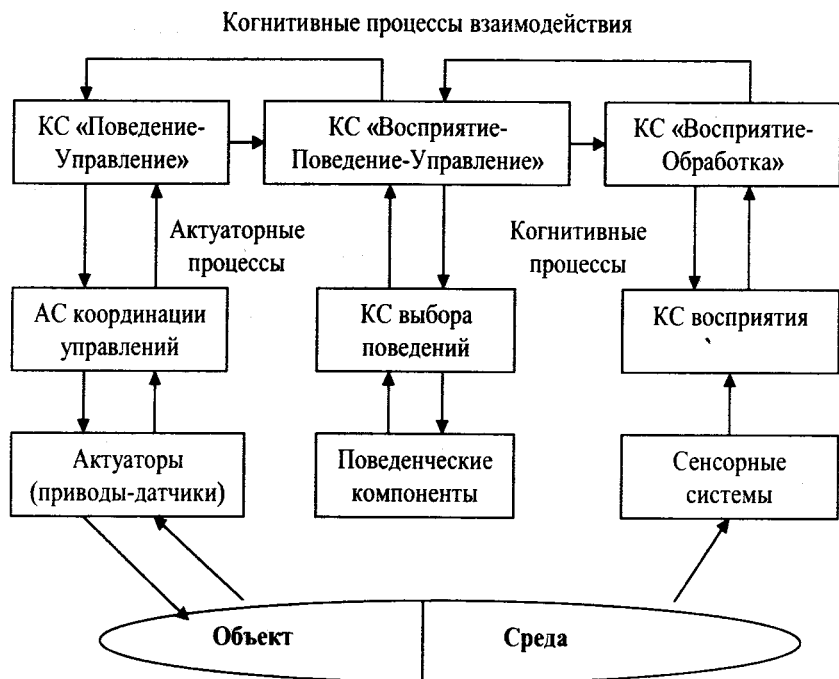 Когнитивные процессы взаимодействия
КС «Поведение-
Управление»
КС «Восприятие-
Поведение-Управление»
КС «Восприятие-
Обработка»
Актуаторные
процессы
Когнитивные
процессы
АС координации
управлений
КС выбора
поведений
КС восприятия
Актуаторы
(приводы-датчики)
Поведенческие
компоненты
Сенсорные
системы
Объект
Среда